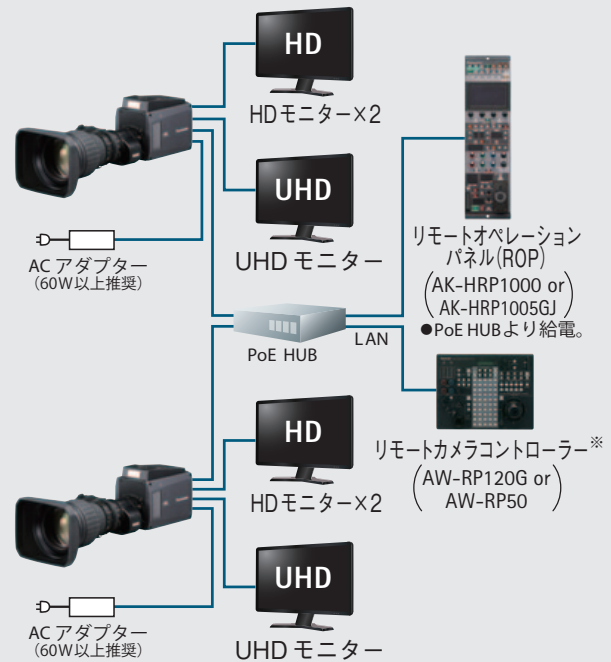 HD
HDモニター×2
UHD
UHD モニター
AC アダプター
(60W以上推奨)
リモートオペレーション
パネル(ROP)
(AK-HRP1000 or
AK-HRP1005GJ)
●PoE HUBより給電。
PoE HUB
LAN
リモートカメラコントローラー※
(AW-RP120G or
AW-RP50)
HD
HDモニター×2
UHD
UHD モニター
AC アダプター
(60W以上推奨)